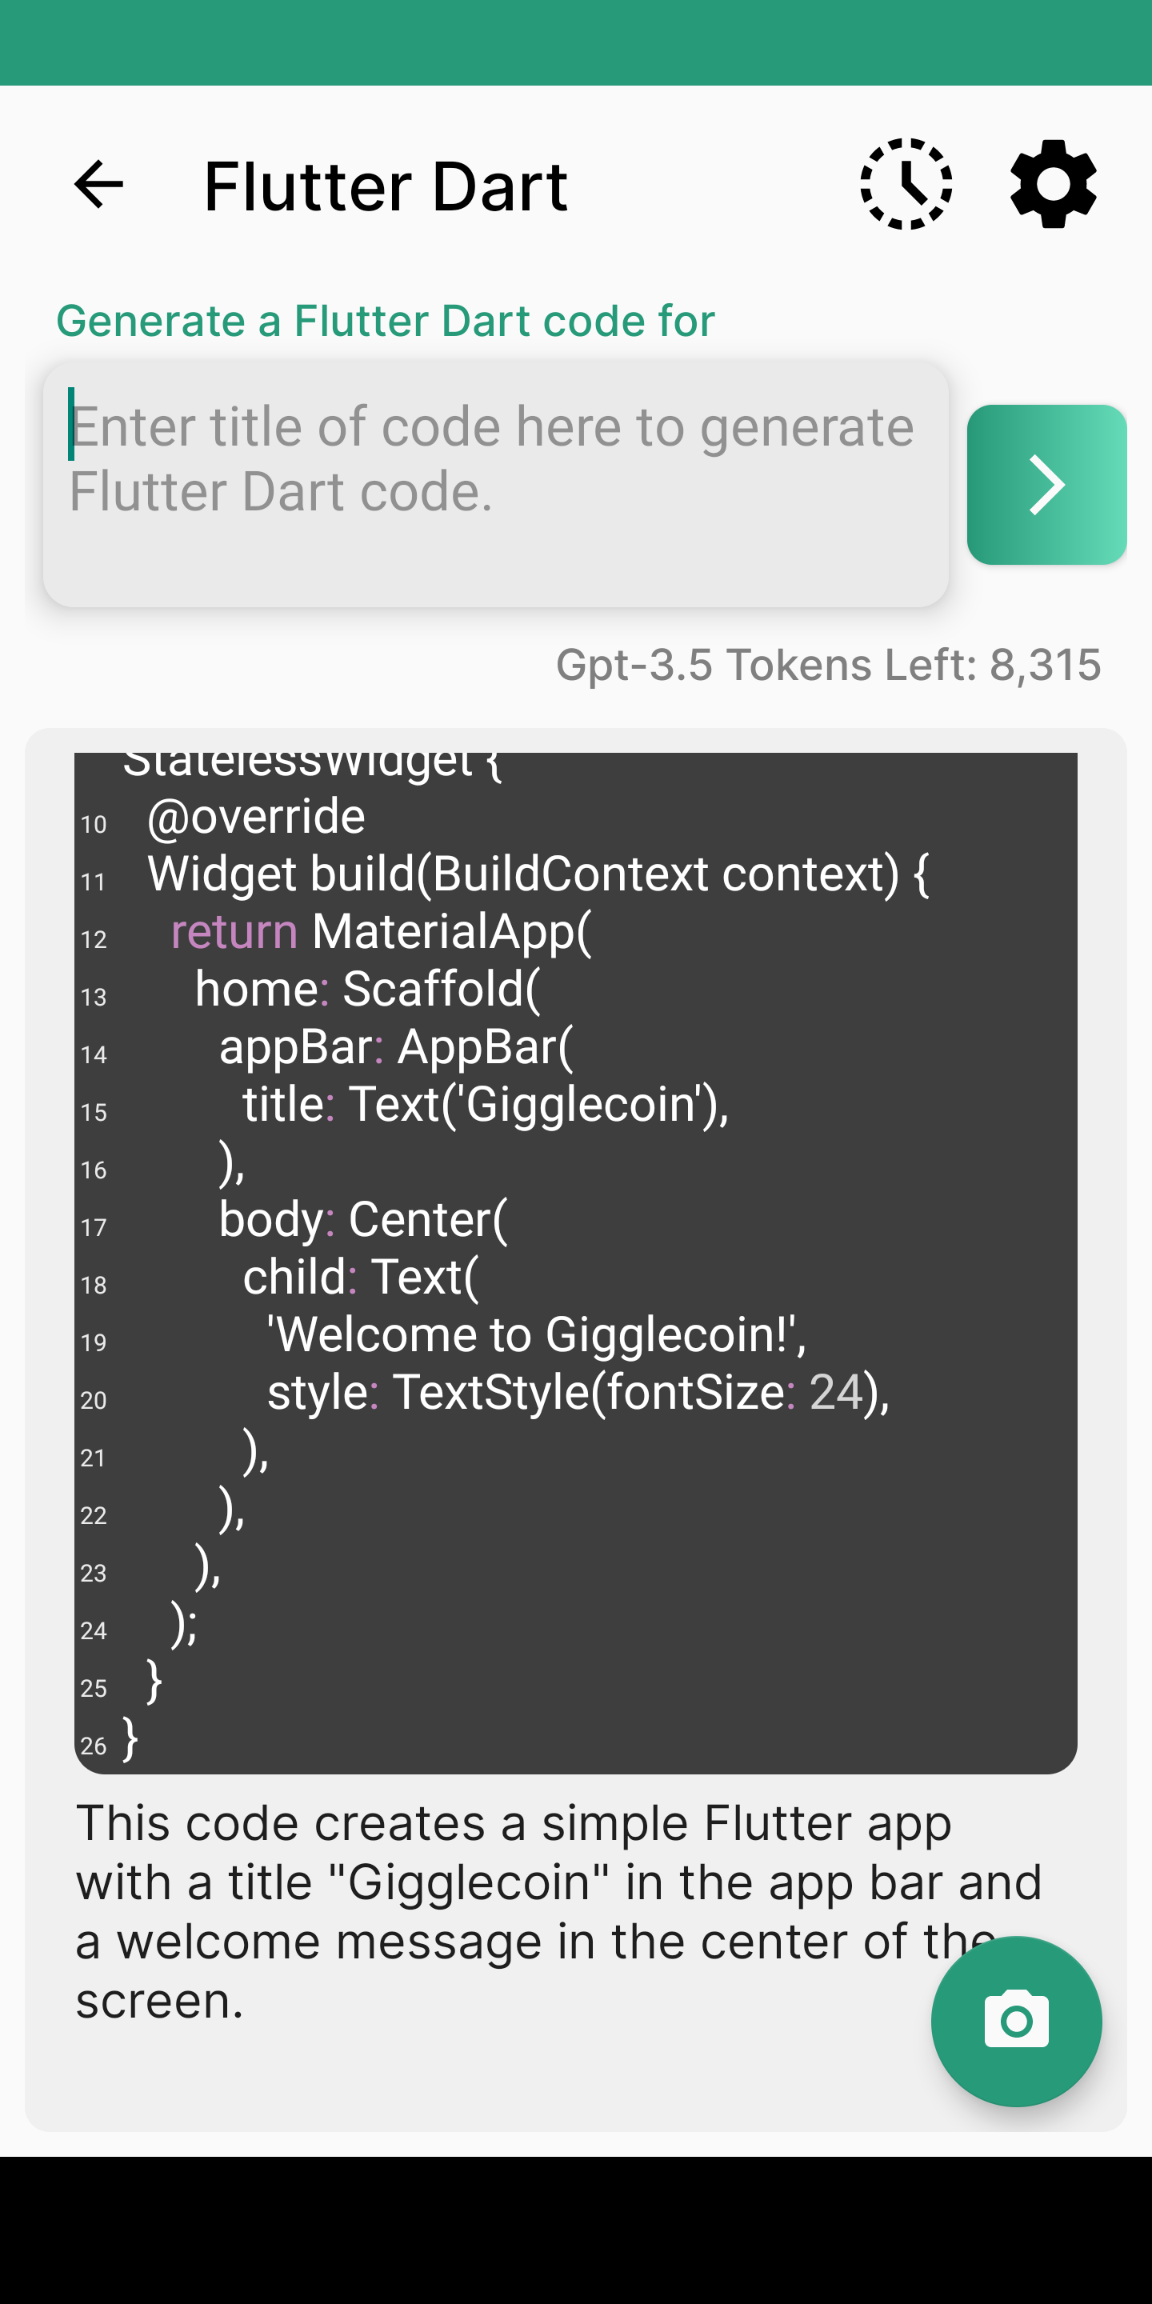 Flutter Dart
Generate a Flutter Dart code for
Enter title of code here to generate
Flutter Dart code.
Gpt-3.5 Tokens Left: 8,315
StatelessWidget {
10 @override
11 Widget build(BuildContext context) {
12 return MaterialApp(
13 home: Scaffold(
14 appBar: AppBar(
15 title: Text('Gigglecoin'),
16 ),
17 body: Center(
18 child: Text(
19 'Welcome to Gigglecoin!',
20 style: TextStyle(fontSize: 24),
21 ),
22 ),
23 ),
24 );
25 }
26 }
This code creates a simple Flutter app
with a title "Gigglecoin" in the app bar and
a welcome message in the center of the
screen.